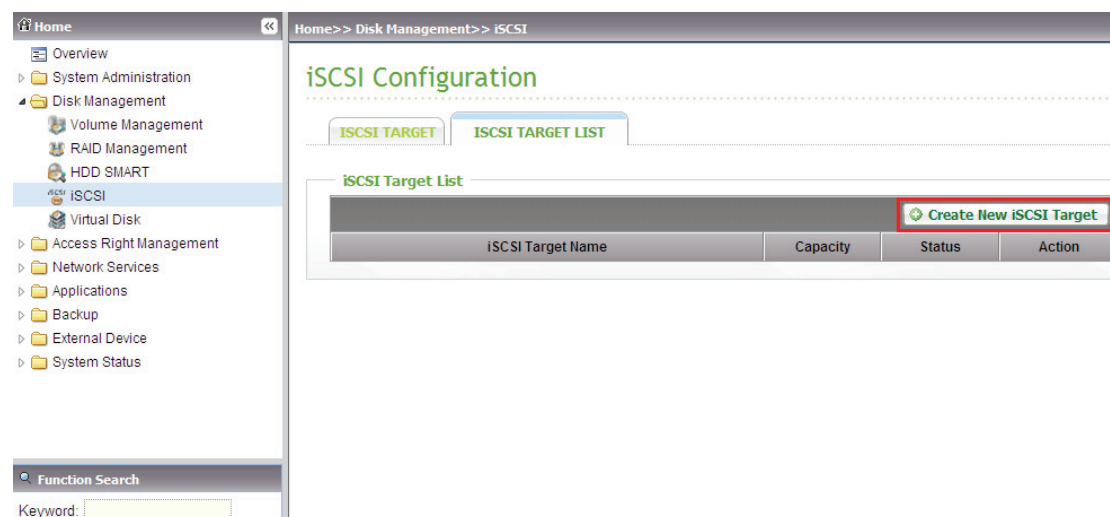 Home
Overview
System Administration
Disk Management
Volume Management
RAID Management
HDD SMART
iSCSI
Virtual Disk
Access Right Management
Network Services
Applications
Backup
External Device
System Status
Function Search
Keyword:
Home>> Disk Management>> iSCSI
iSCSI Configuration
ISCSI TARGET ISCSI TARGET LIST
iSCSI Target List
Create New iSCSI Target
iSCSI Target Name Capacity Status Action